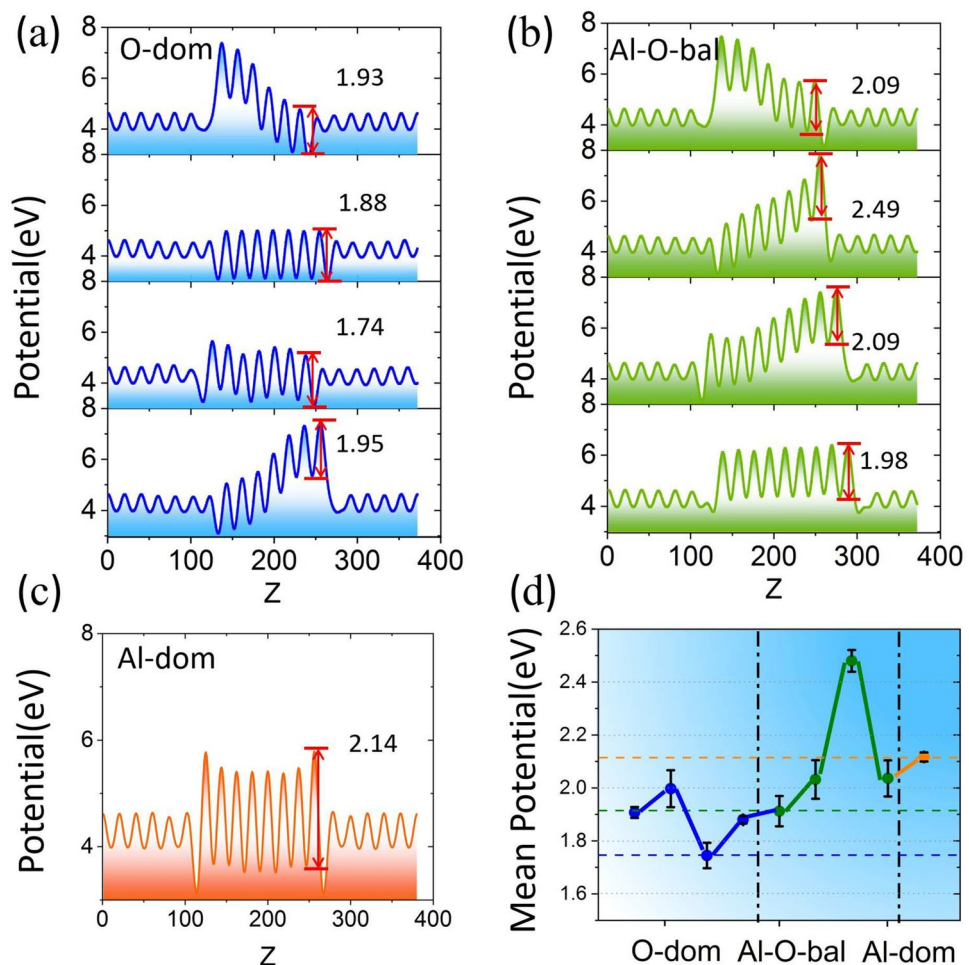 (a)
O-dom
8
6
4
8
6
4
8
6
4
8
6
4
1.93
1.88
1.74
1.95
Potential(eV)
0 100 200 300 400
Z
(b)
Al-O-bal
8
6
4
8
6
4
8
6
4
8
6
4
2.09
2.49
2.09
1.98
Potential(eV)
0 100 200 300 400
Z
(c)
Al-dom
8
6
4
2.14
Potential(eV)
0 100 200 300 400
Z
(d)
2.6
2.4
2.2
2.0
1.8
1.6
Mean Potential(eV)
O-dom Al-O-bal Al-dom